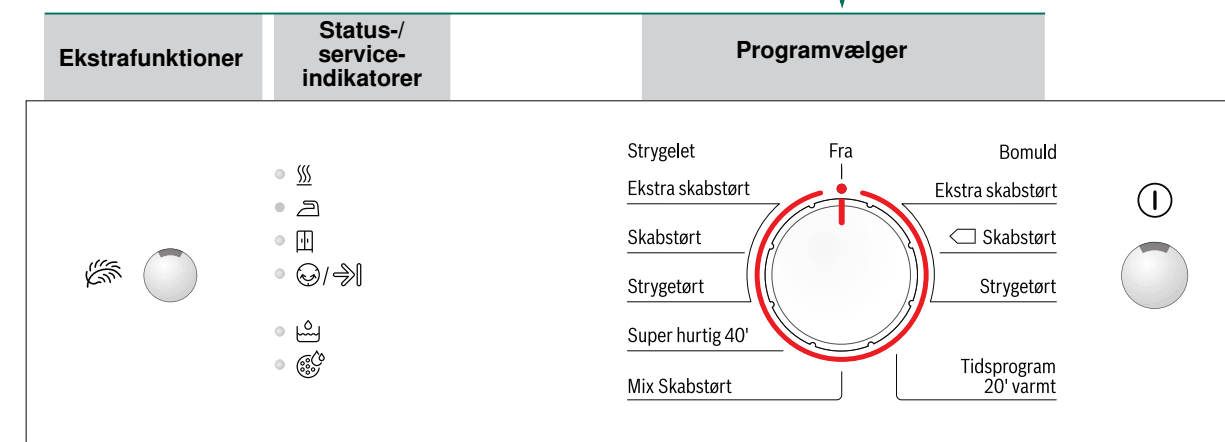 Ekstrafunktioner
Status-/
service-
indikatorer
Programvælger
Strygelet
Ekstra skabstørt
Skabstørt
Strygetørt
Super hurtig 40'
Mix Skabstørt
Fra
Bomuld
Ekstra skabstørt
Skabstørt
Strygetørt
Tidsprogram
20' varmt